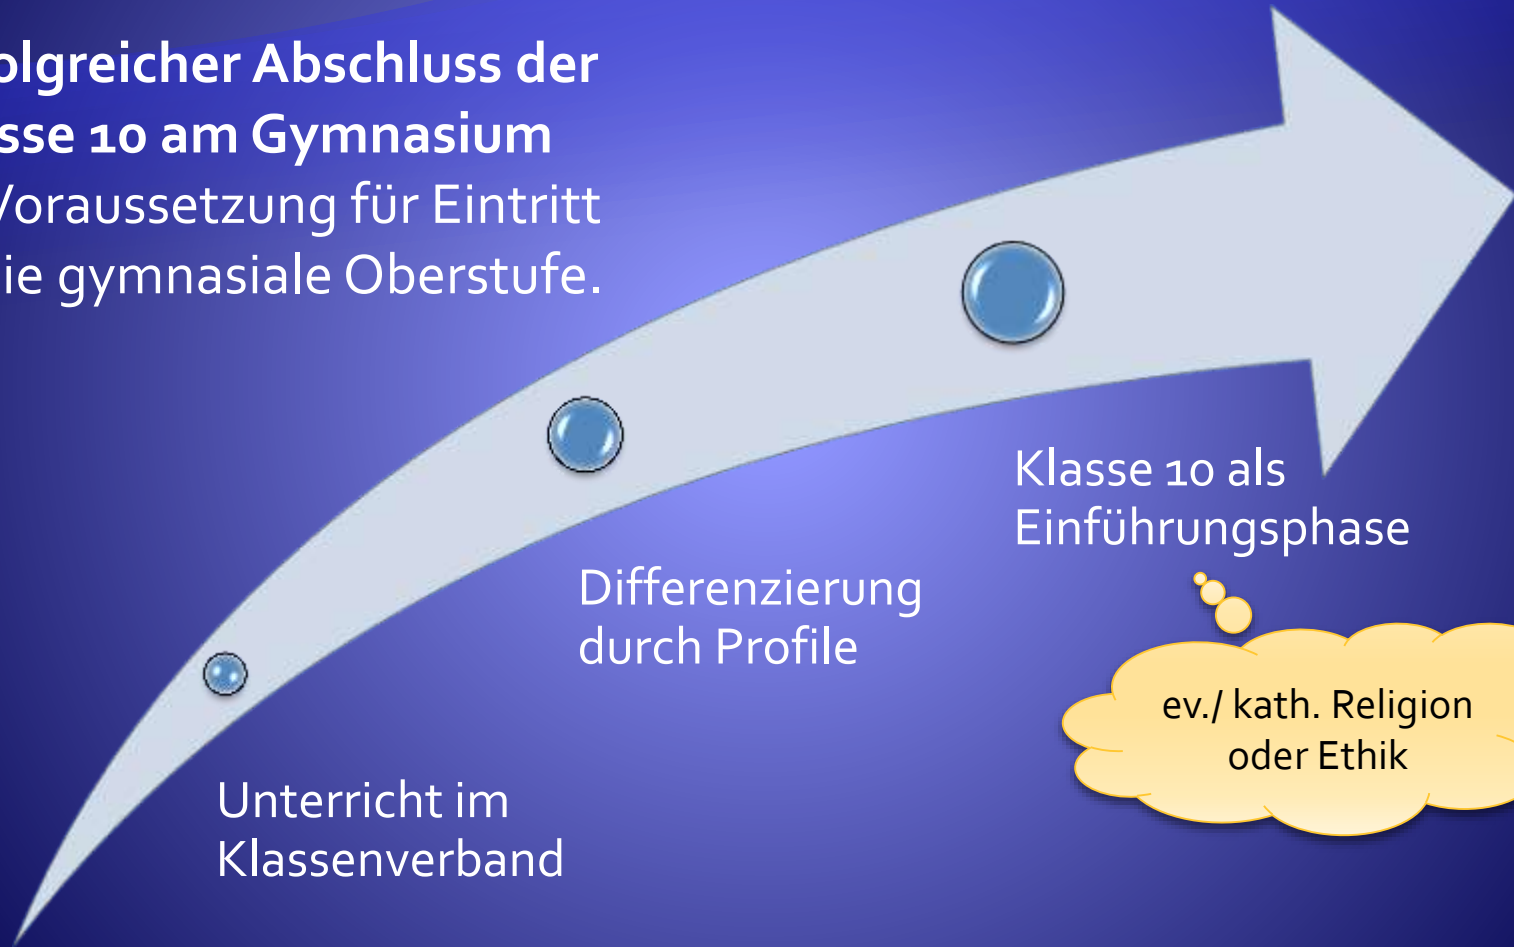 olgreicher Abschluss der
sse 10 am Gymnasium
Voraussetzung für Eintritt
ie gymnasiale Oberstufe.
Klasse 10 als
Einführungsphase
Differenzierung
durch Profile
ev./ kath. Religion
oder Ethik
Unterricht im
Klassenverband